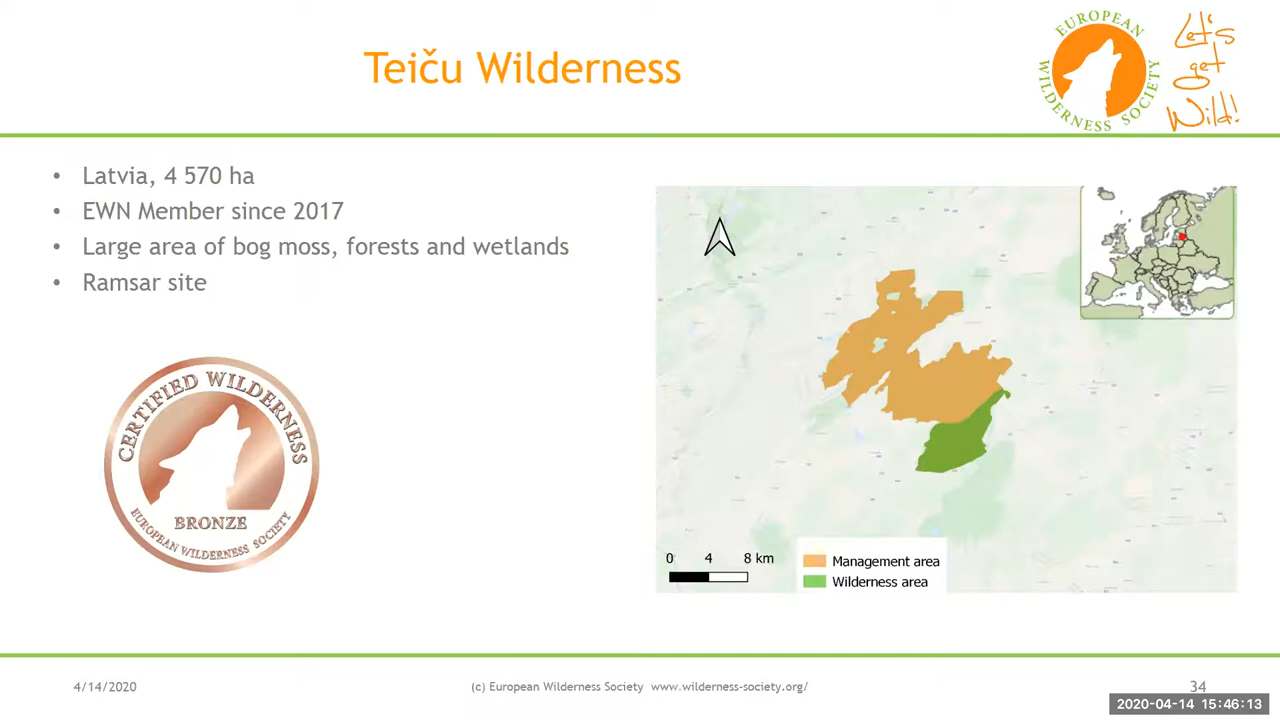 Teiču Wilderness
EUROPEAN WILDERNESS SOCIETY
Let's
get
Wild!
• Latvia, 4 570 ha
• EWN Member since 2017
• Large area of bog moss, forests and wetlands
• Ramsar site
CERTIFIED WILDERNESS
BRONZE
EUROPEAN WILDERNESS SOCIETY
0 4 8 km
Management area
Wilderness area
4/14/2020
(c) European Wilderness Society www.wilderness-society.org/
34
2020-04-14 15:46:13